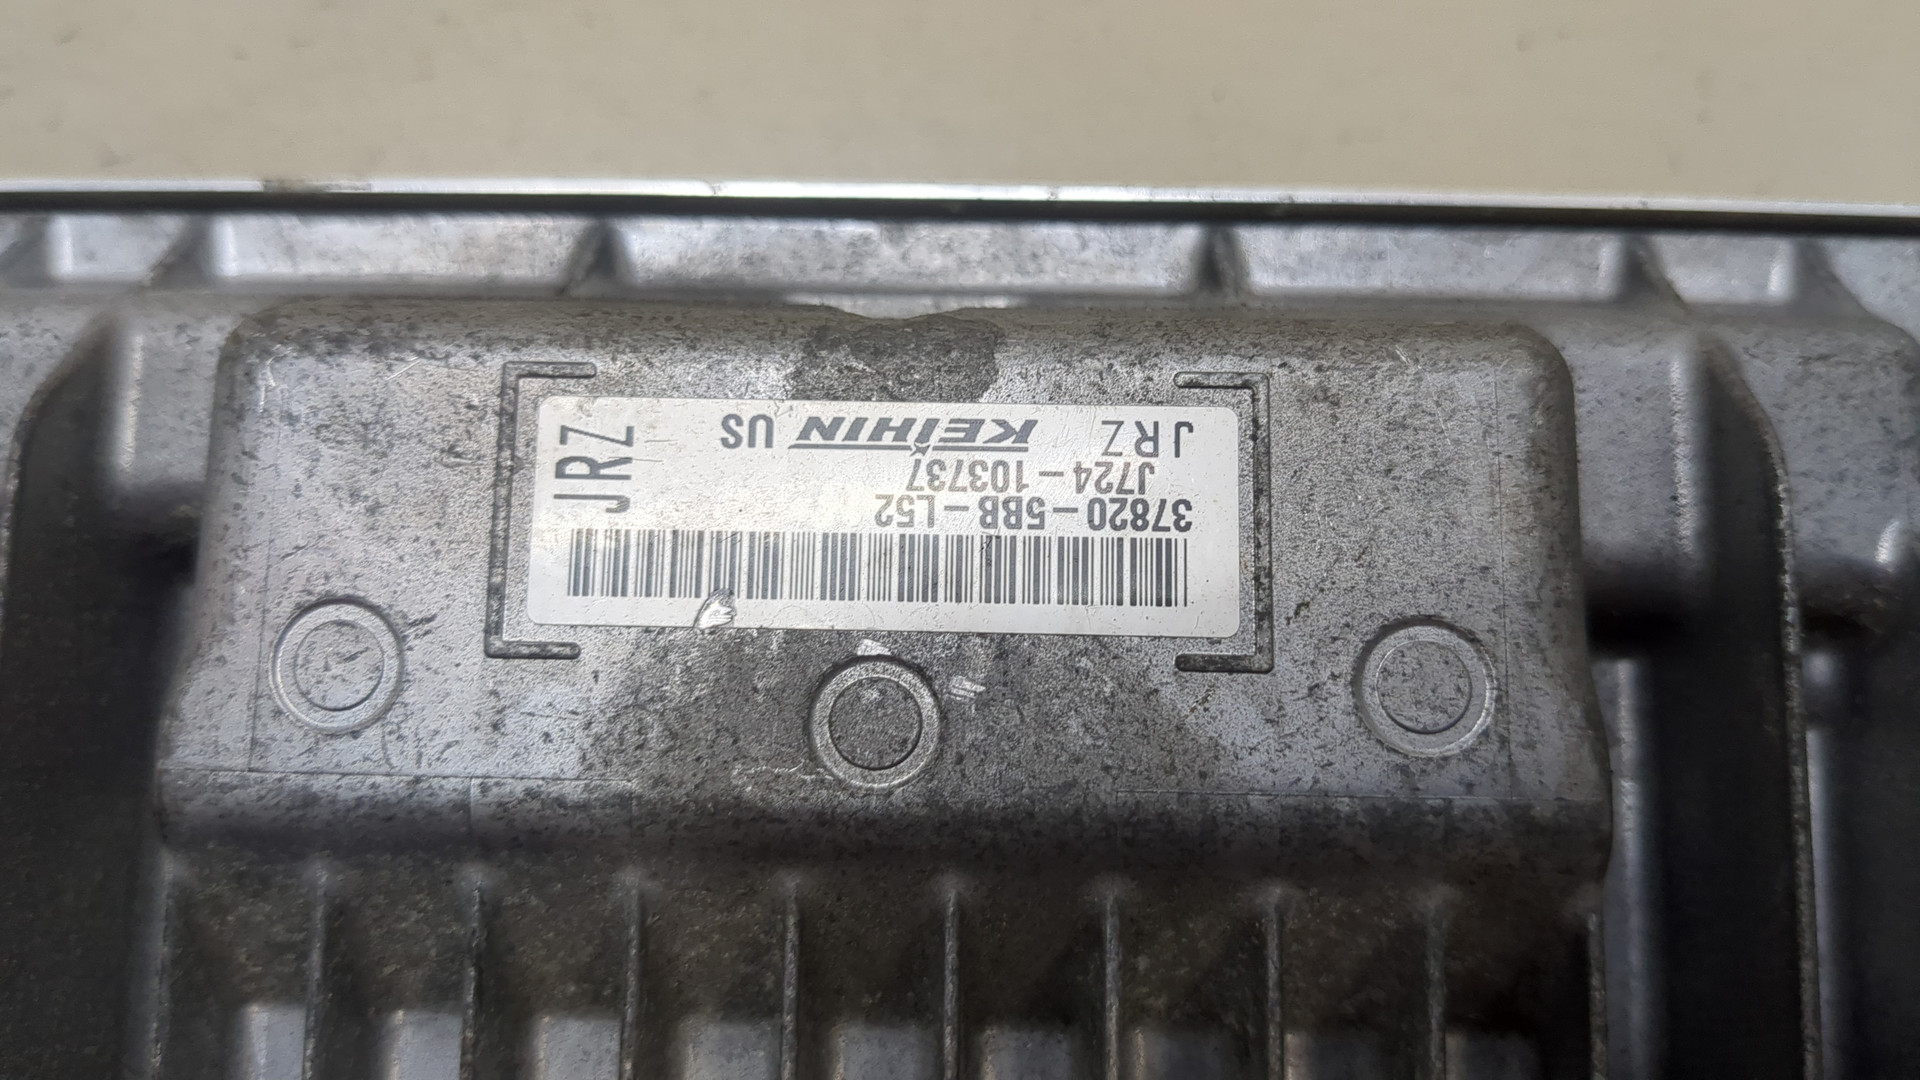 37820-5BB-L52
J724-103737
JRZ KEIHIN US
JRZ